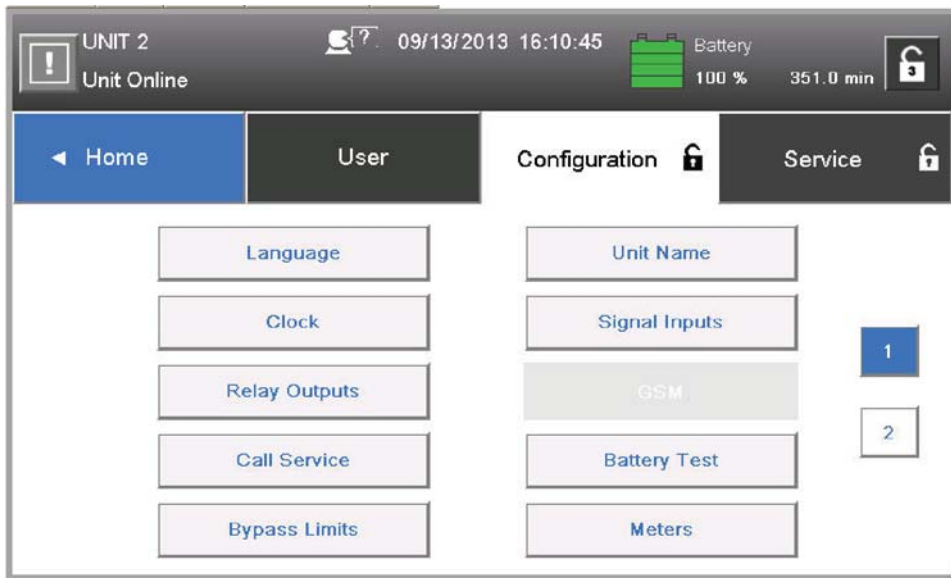 UNIT 2
Unit Online
?
09/13/2013 16:10:45
Battery
100 %
351.0 min
3
Home
User
Configuration
Service
Language
Unit Name
Clock
Signal Inputs
Relay Outputs
GSM
Call Service
Battery Test
Bypass Limits
Meters
1
2